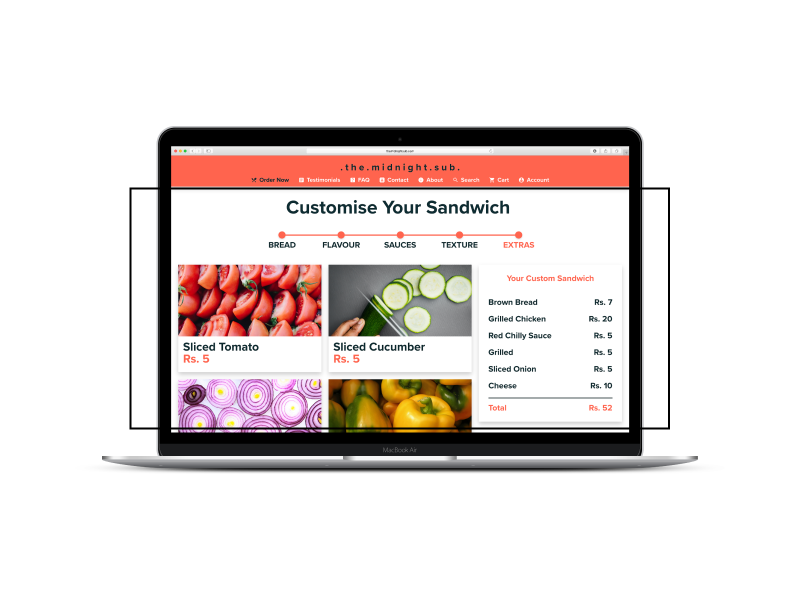 .the.midnight.sub.
Order Now Testimonials FAQ Contact About Search Cart Account
Customise Your Sandwich
BREAD FLAVOUR SAUCES TEXTURE EXTRAS
Sliced Tomato
Rs. 5
Sliced Cucumber
Rs. 5
Your Custom Sandwich
Brown Bread Rs. 7
Grilled Chicken Rs. 20
Red Chilly Sauce Rs. 5
Grilled Rs. 5
Sliced Onion Rs. 5
Cheese Rs. 10
Total Rs. 52
MacBook Air